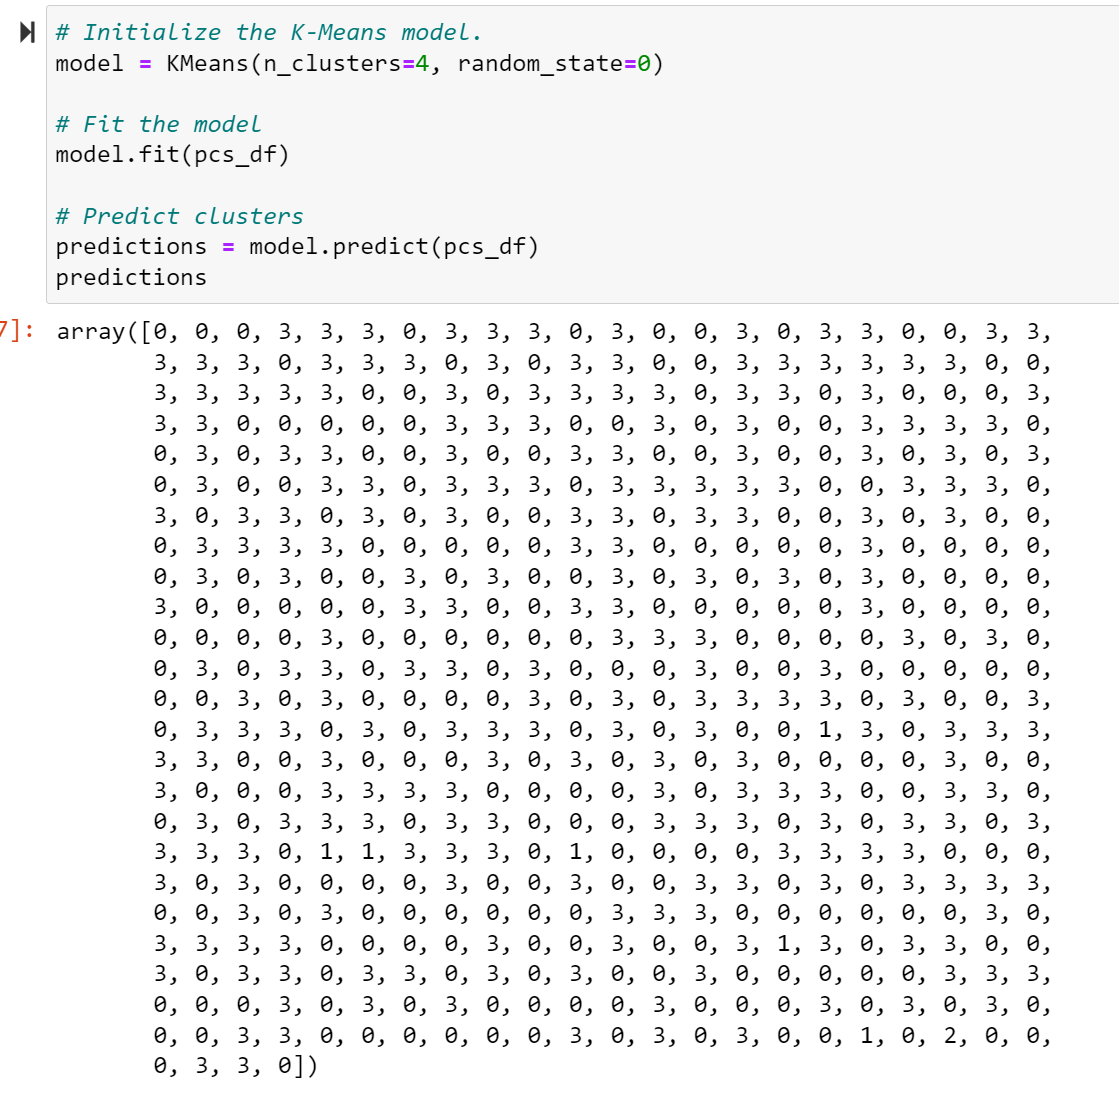 # Initialize the K-Means model.
model = KMeans(n_clusters=4, random_state=0)
# Fit the model
model.fit(pcs_df)
# Predict clusters
predictions = model.predict(pcs_df)
predictions
7]: array([0, 0, 0, 3, 3, 3, 0, 3, 3, 3, 0, 3, 0, 0, 3, 0, 3, 3, 0, 0, 3, 3,
3, 3, 3, 0, 3, 3, 3, 0, 3, 0, 3, 3, 0, 0, 3, 3, 3, 3, 3, 3, 0, 0,
3, 3, 3, 3, 3, 0, 0, 3, 0, 3, 3, 3, 3, 0, 3, 3, 0, 3, 0, 0, 0, 3,
3, 3, 0, 0, 0, 0, 0, 3, 3, 3, 0, 0, 3, 0, 3, 0, 0, 3, 3, 3, 3, 0,
0, 3, 0, 3, 3, 0, 0, 3, 0, 0, 3, 3, 0, 0, 3, 0, 0, 3, 0, 3, 0, 3,
0, 3, 0, 0, 3, 3, 0, 3, 3, 3, 0, 3, 3, 3, 3, 3, 0, 0, 3, 3, 3, 0,
3, 0, 3, 3, 0, 3, 0, 3, 0, 0, 3, 3, 0, 3, 3, 0, 0, 3, 0, 3, 0, 0,
0, 3, 3, 3, 3, 0, 0, 0, 0, 0, 3, 3, 0, 0, 0, 0, 0, 3, 0, 0, 0, 0,
0, 3, 0, 3, 0, 0, 3, 0, 3, 0, 0, 3, 0, 3, 0, 3, 0, 3, 0, 0, 0, 0,
3, 0, 0, 0, 0, 0, 3, 3, 0, 0, 3, 3, 0, 0, 0, 0, 0, 3, 0, 0, 0, 0,
0, 0, 0, 0, 3, 0, 0, 0, 0, 0, 0, 3, 3, 3, 0, 0, 0, 0, 3, 0, 3, 0,
0, 3, 0, 3, 3, 0, 3, 3, 0, 3, 0, 0, 0, 3, 0, 0, 3, 0, 0, 0, 0, 0,
0, 0, 3, 0, 3, 0, 0, 0, 0, 3, 0, 3, 0, 3, 3, 3, 3, 0, 3, 0, 0, 3,
0, 3, 3, 3, 0, 3, 0, 3, 3, 3, 0, 3, 0, 3, 0, 0, 1, 3, 0, 3, 3, 3,
3, 3, 0, 0, 3, 0, 0, 0, 3, 0, 3, 0, 3, 0, 3, 0, 0, 0, 0, 3, 0, 0,
3, 0, 0, 0, 3, 3, 3, 3, 0, 0, 0, 0, 3, 0, 3, 3, 3, 0, 0, 3, 3, 0,
0, 3, 0, 3, 3, 3, 0, 3, 3, 0, 0, 0, 3, 3, 3, 0, 3, 0, 3, 3, 0, 3,
3, 3, 3, 0, 1, 1, 3, 3, 3, 0, 1, 0, 0, 0, 0, 3, 3, 3, 3, 0, 0, 0,
3, 0, 3, 0, 0, 0, 0, 3, 0, 0, 3, 0, 0, 3, 3, 0, 3, 0, 3, 3, 3, 3,
0, 0, 3, 0, 3, 0, 0, 0, 0, 0, 0, 3, 3, 3, 0, 0, 0, 0, 0, 0, 3, 0,
3, 3, 3, 3, 0, 0, 0, 0, 3, 0, 0, 3, 0, 0, 3, 1, 3, 0, 3, 3, 0, 0,
3, 0, 3, 3, 0, 3, 3, 0, 3, 0, 3, 0, 0, 3, 0, 0, 0, 0, 0, 3, 3, 3,
0, 0, 0, 3, 0, 3, 0, 3, 0, 0, 0, 0, 3, 0, 0, 0, 3, 0, 3, 0, 3, 0,
0, 0, 3, 3, 0, 0, 0, 0, 0, 0, 3, 0, 3, 0, 3, 0, 0, 1, 0, 2, 0, 0,
0, 3, 3, 0])